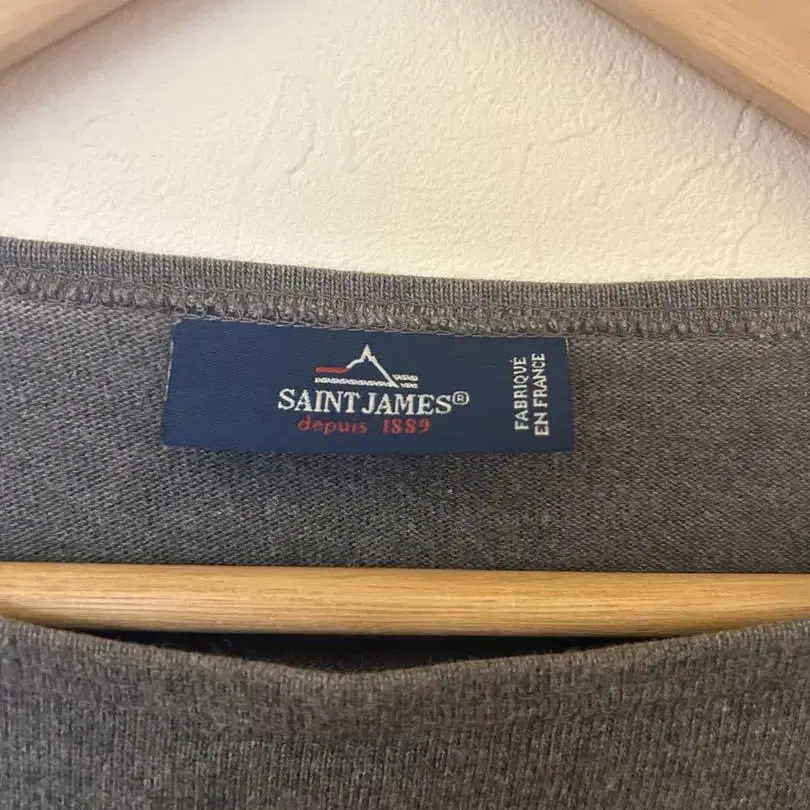 SAINT JAMES®
depuis 1889
FABRIQUÉ
EN FRANCE